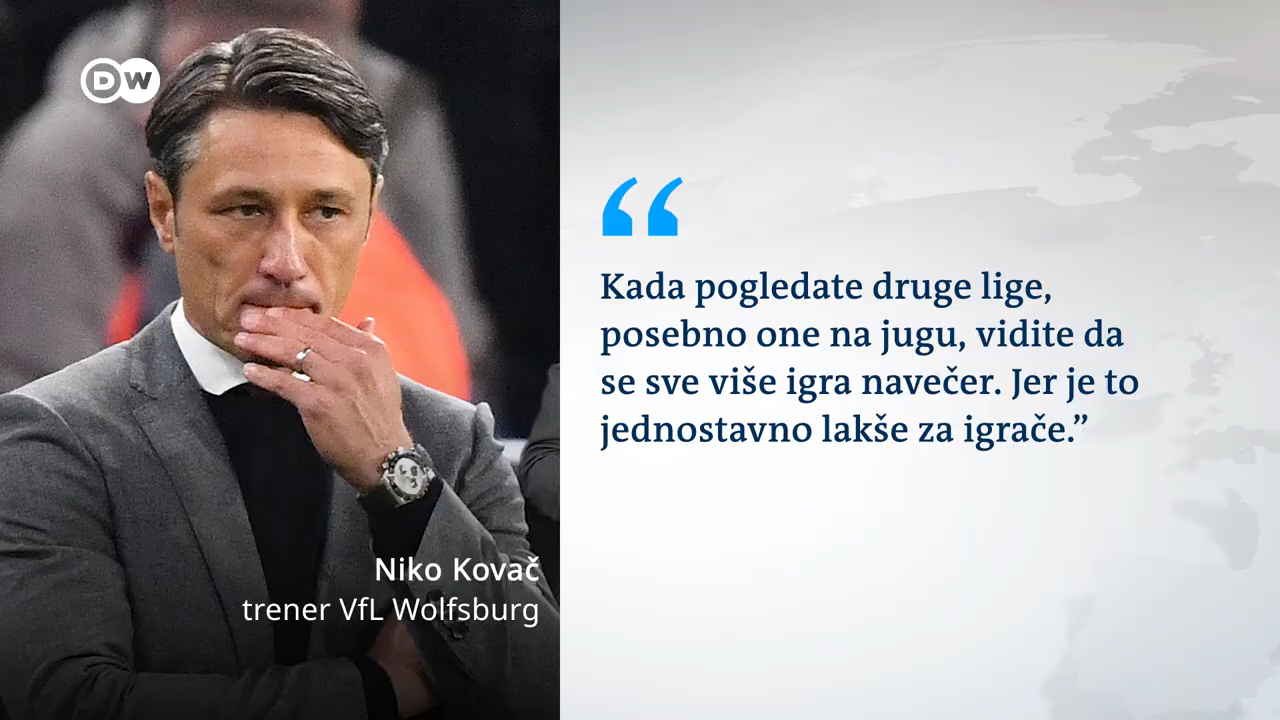 DW
“
Kada pogledate druge lige,
posebno one na jugu, vidite da
se sve više igra navečer. Jer je to
jednostavno lakše za igrače.”
Niko Kovač
trener VfL Wolfsburg